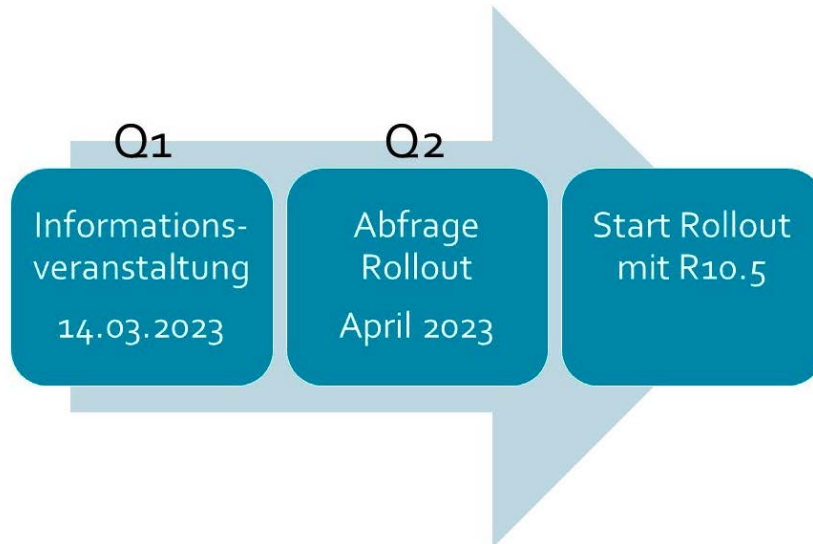 Q1
Q2
Informations-
veranstaltung
14.03.2023
Abfrage
Rollout
April 2023
Start Rollout
mit R10.5